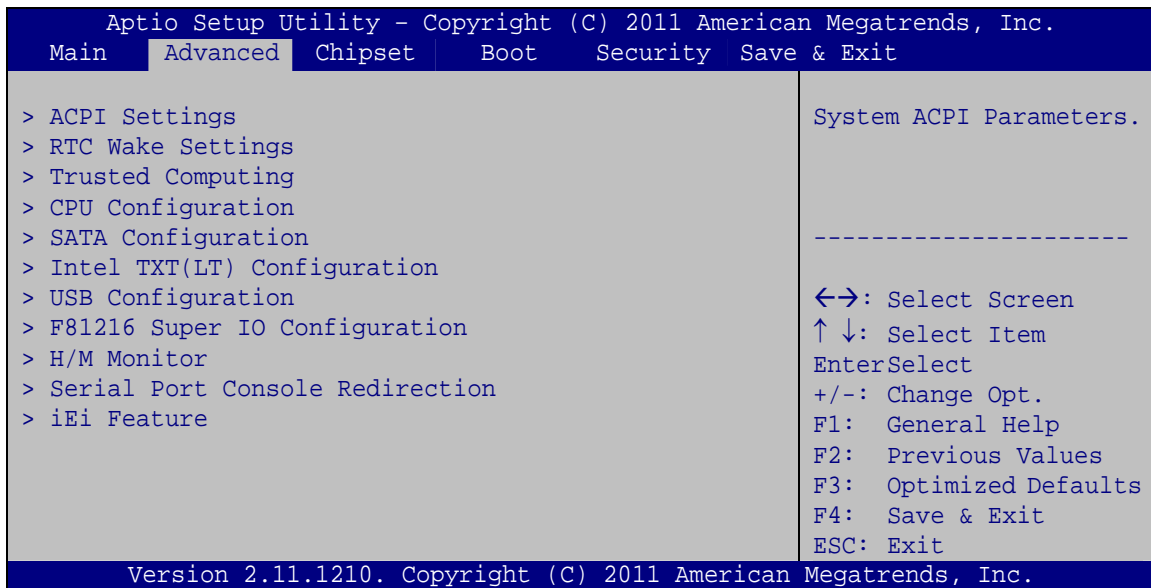 Aptio Setup Utility – Copyright (C) 2011 American Megatrends, Inc.
Main Advanced Chipset Boot Security Save & Exit
> ACPI Settings
> RTC Wake Settings
> Trusted Computing
> CPU Configuration
> SATA Configuration
> Intel TXT(LT) Configuration
> USB Configuration
> F81216 Super IO Configuration
> H/M Monitor
> Serial Port Console Redirection
> iEi Feature
System ACPI Parameters.
----------------------
←→: Select Screen
↑ ↓: Select Item
EnterSelect
+/-: Change Opt.
F1: General Help
F2: Previous Values
F3: Optimized Defaults
F4: Save & Exit
ESC: Exit
Version 2.11.1210. Copyright (C) 2011 American Megatrends, Inc.